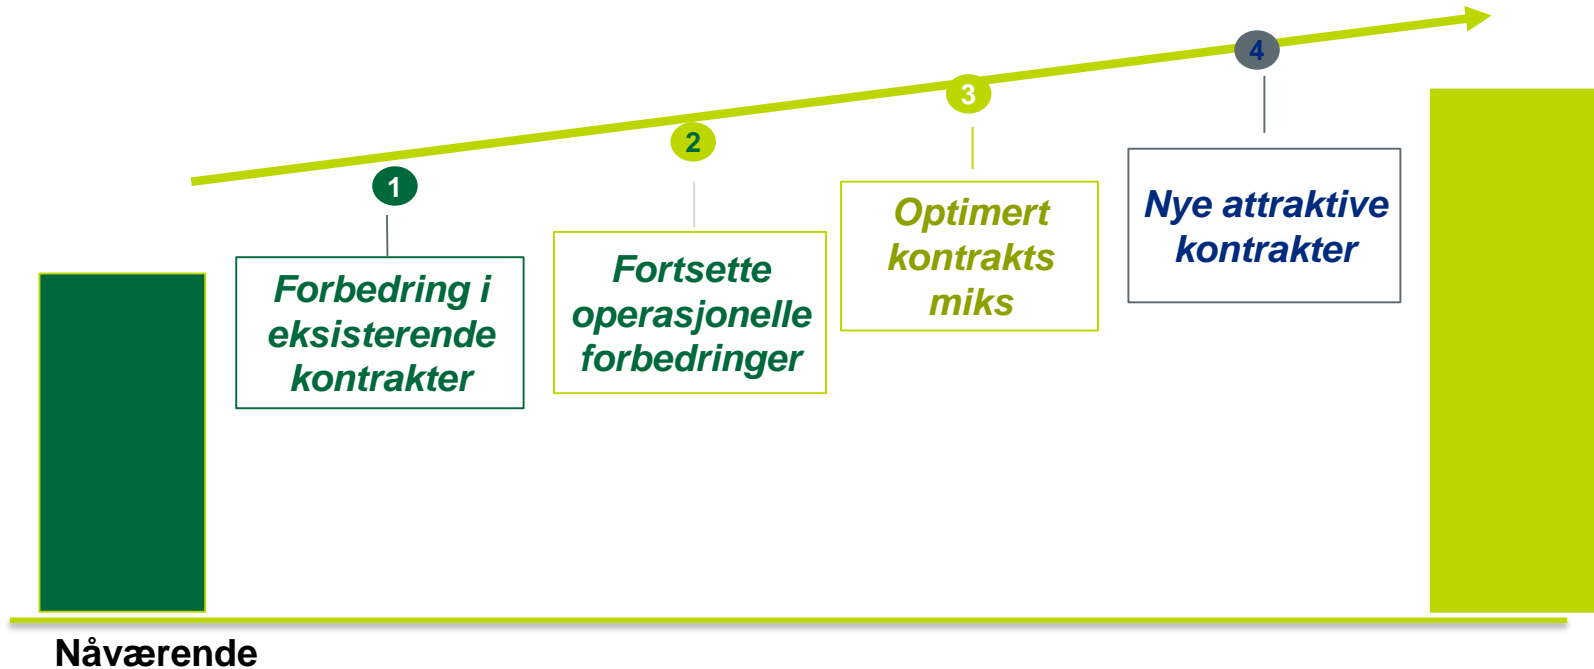 1
Forbedring i
eksisterende
kontrakter
2
Fortsette
operasjonelle
forbedringer
3
Optimert
kontrakts
miks
4
Nye attraktive
kontrakter
Nåværende